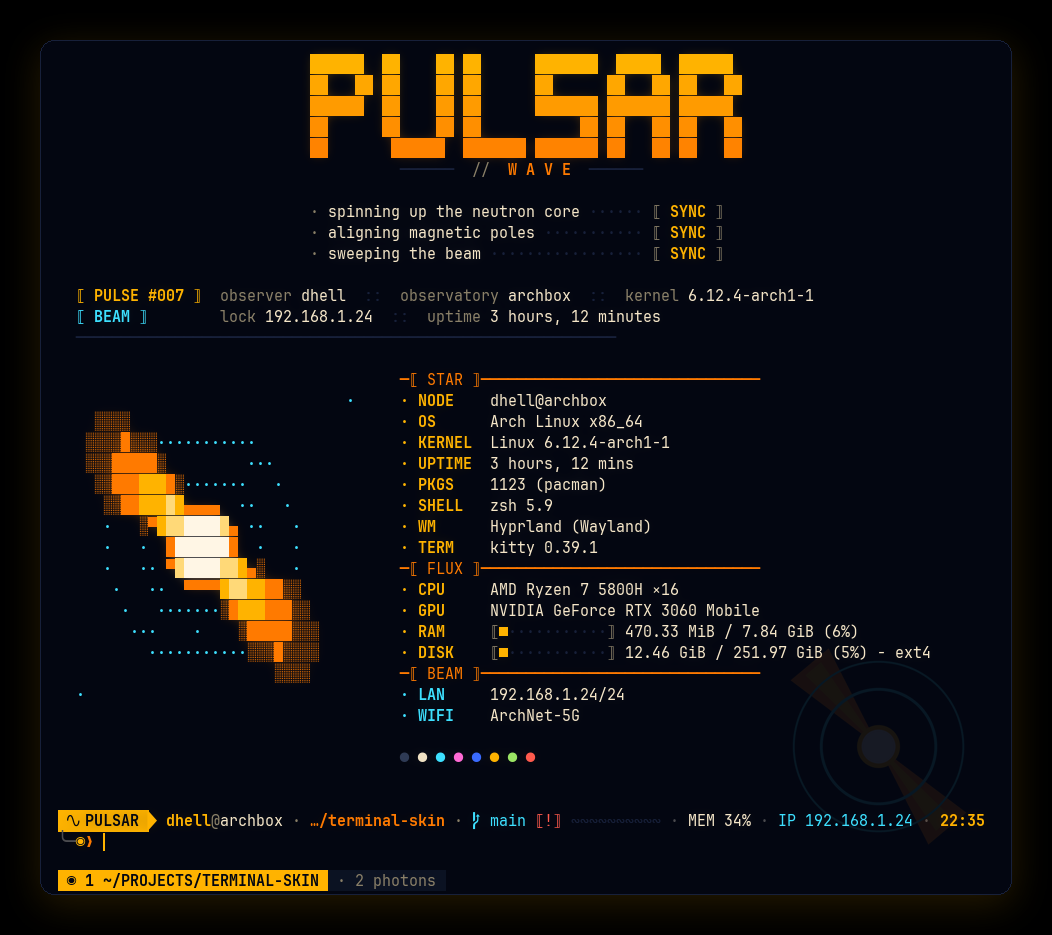 PULSAR
// WAVE
· spinning up the neutron core ······ ⟦ SYNC ⟧
· aligning magnetic poles ··········· ⟦ SYNC ⟧
· sweeping the beam ················· ⟦ SYNC ⟧
⟦ PULSE #007 ⟧ observer dhell :: observatory archbox :: kernel 6.12.4-arch1-1
⟦ BEAM ⟧ lock 192.168.1.24 :: uptime 3 hours, 12 minutes
─⟦ STAR ⟧───────────────────────────────
· NODE dhell@archbox
· OS Arch Linux x86_64
· KERNEL Linux 6.12.4-arch1-1
· UPTIME 3 hours, 12 mins
· PKGS 1123 (pacman)
· SHELL zsh 5.9
· WM Hyprland (Wayland)
· TERM kitty 0.39.1
─⟦ FLUX ⟧───────────────────────────────
· CPU AMD Ryzen 7 5800H ×16
· GPU NVIDIA GeForce RTX 3060 Mobile
· RAM ⟦■···········⟧ 470.33 MiB / 7.84 GiB (6%)
· DISK ⟦■···········⟧ 12.46 GiB / 251.97 GiB (5%) - ext4
─⟦ BEAM ⟧───────────────────────────────
· LAN 192.168.1.24/24
· WIFI ArchNet-5G
∿ PULSAR dhell@archbox · …/terminal-skin · main ⟦!⟧ ~~~~~~~~~~ · MEM 34% · IP 192.168.1.24 · 22:35
╰─◉❯
◉ 1 ~/PROJECTS/TERMINAL-SKIN · 2 photons